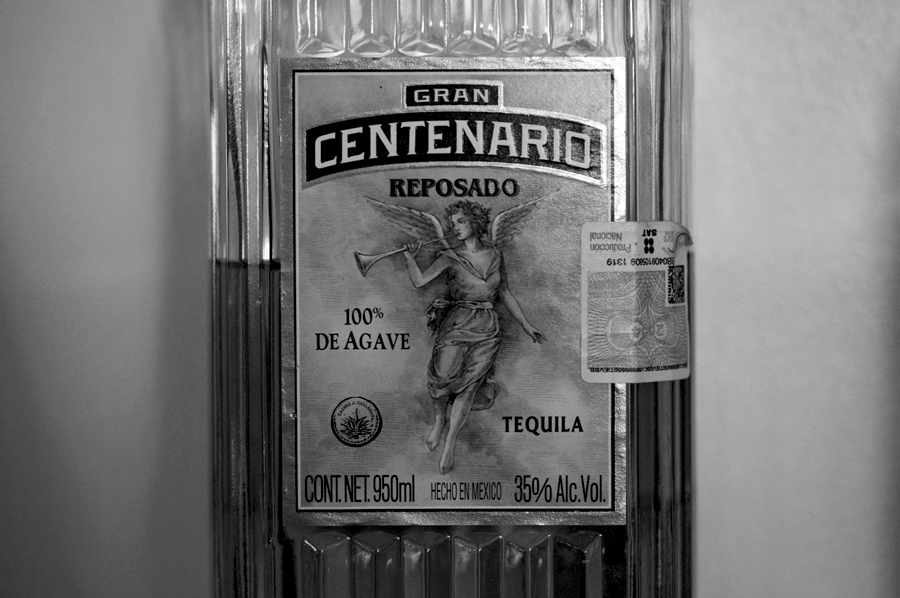 GRAN
CENTENARIO
REPOSADO
100%
DE AGAVE
TEQUILA
CONT. NET. 950ml HECHO EN MEXICO 35% Alc.Vol.
SAT
Producción
Nacional